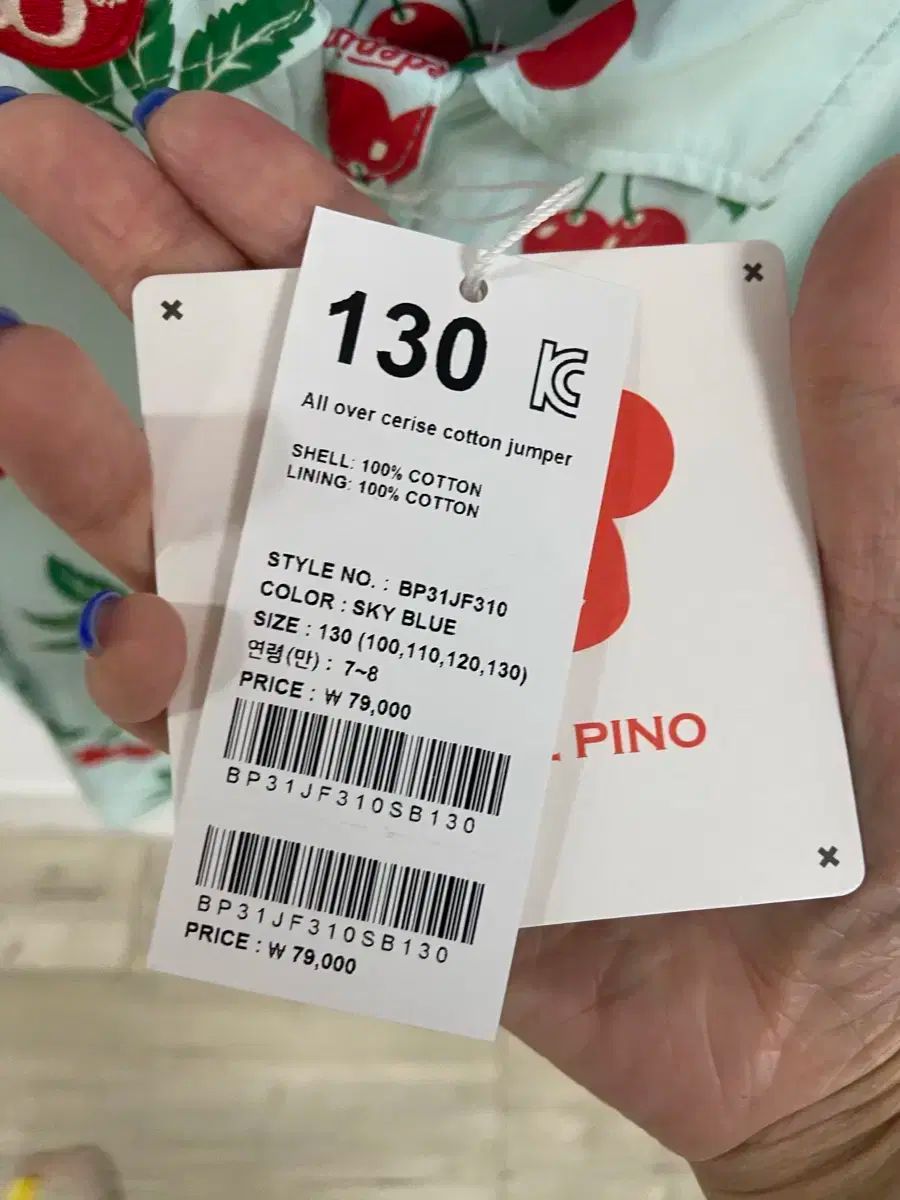 130
All over cerise cotton jumper
SHELL: 100% COTTON
LINING: 100% COTTON
STYLE NO. : BP31JF310
COLOR : SKY BLUE
SIZE : 130 (100,110,120,130)
연령(만) : 7~8
PRICE : ₩ 79,000
BP31JF310SB130
BP31JF310SB130
PRICE : ₩ 79,000
PINO